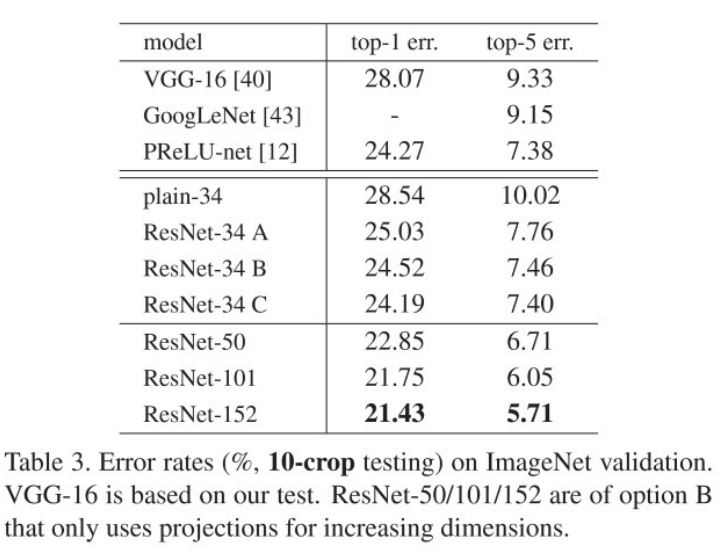 model top-1 err. top-5 err.
VGG-16 [40] 28.07 9.33
GoogLeNet [43] - 9.15
PReLU-net [12] 24.27 7.38
plain-34 28.54 10.02
ResNet-34 A 25.03 7.76
ResNet-34 B 24.52 7.46
ResNet-34 C 24.19 7.40
ResNet-50 22.85 6.71
ResNet-101 21.75 6.05
ResNet-152 21.43 5.71
Table 3. Error rates (%, 10-crop testing) on ImageNet validation.
VGG-16 is based on our test. ResNet-50/101/152 are of option B
that only uses projections for increasing dimensions.